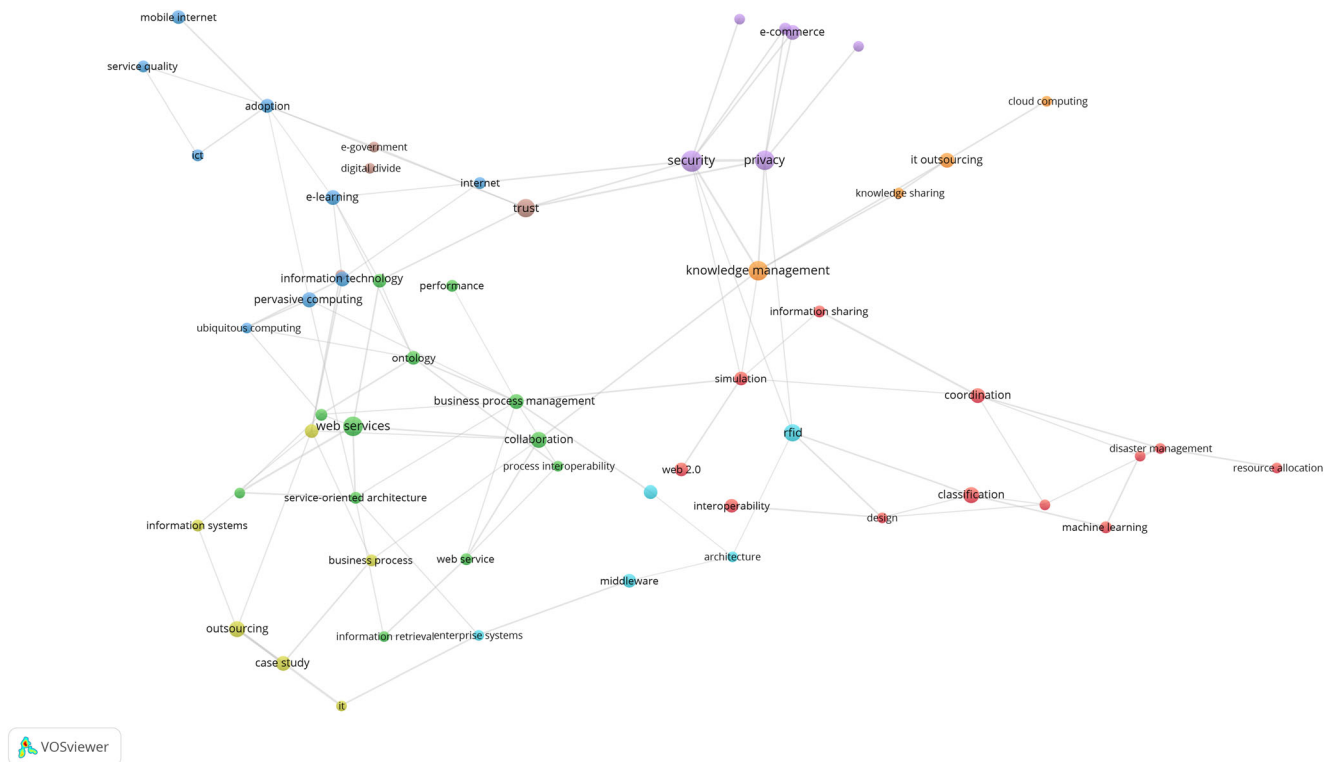 mobile internet
e-commerce
service quality
cloud computing
adoption
e-government
ict
security
privacy
it outsourcing
digital divide
internet
knowledge sharing
e-learning
trust
knowledge management
information technology
performance
pervasive computing
information sharing
ubiquitous computing
ontology
simulation
coordination
business process management
web services
rfid
collaboration
disaster management
process interoperability
web 2.0
resource allocation
service-oriented architecture
classification
interoperability
design
information systems
machine learning
business process
web service
architecture
middleware
outsourcing
information retrieval
enterprise systems
case study
it
VOSviewer